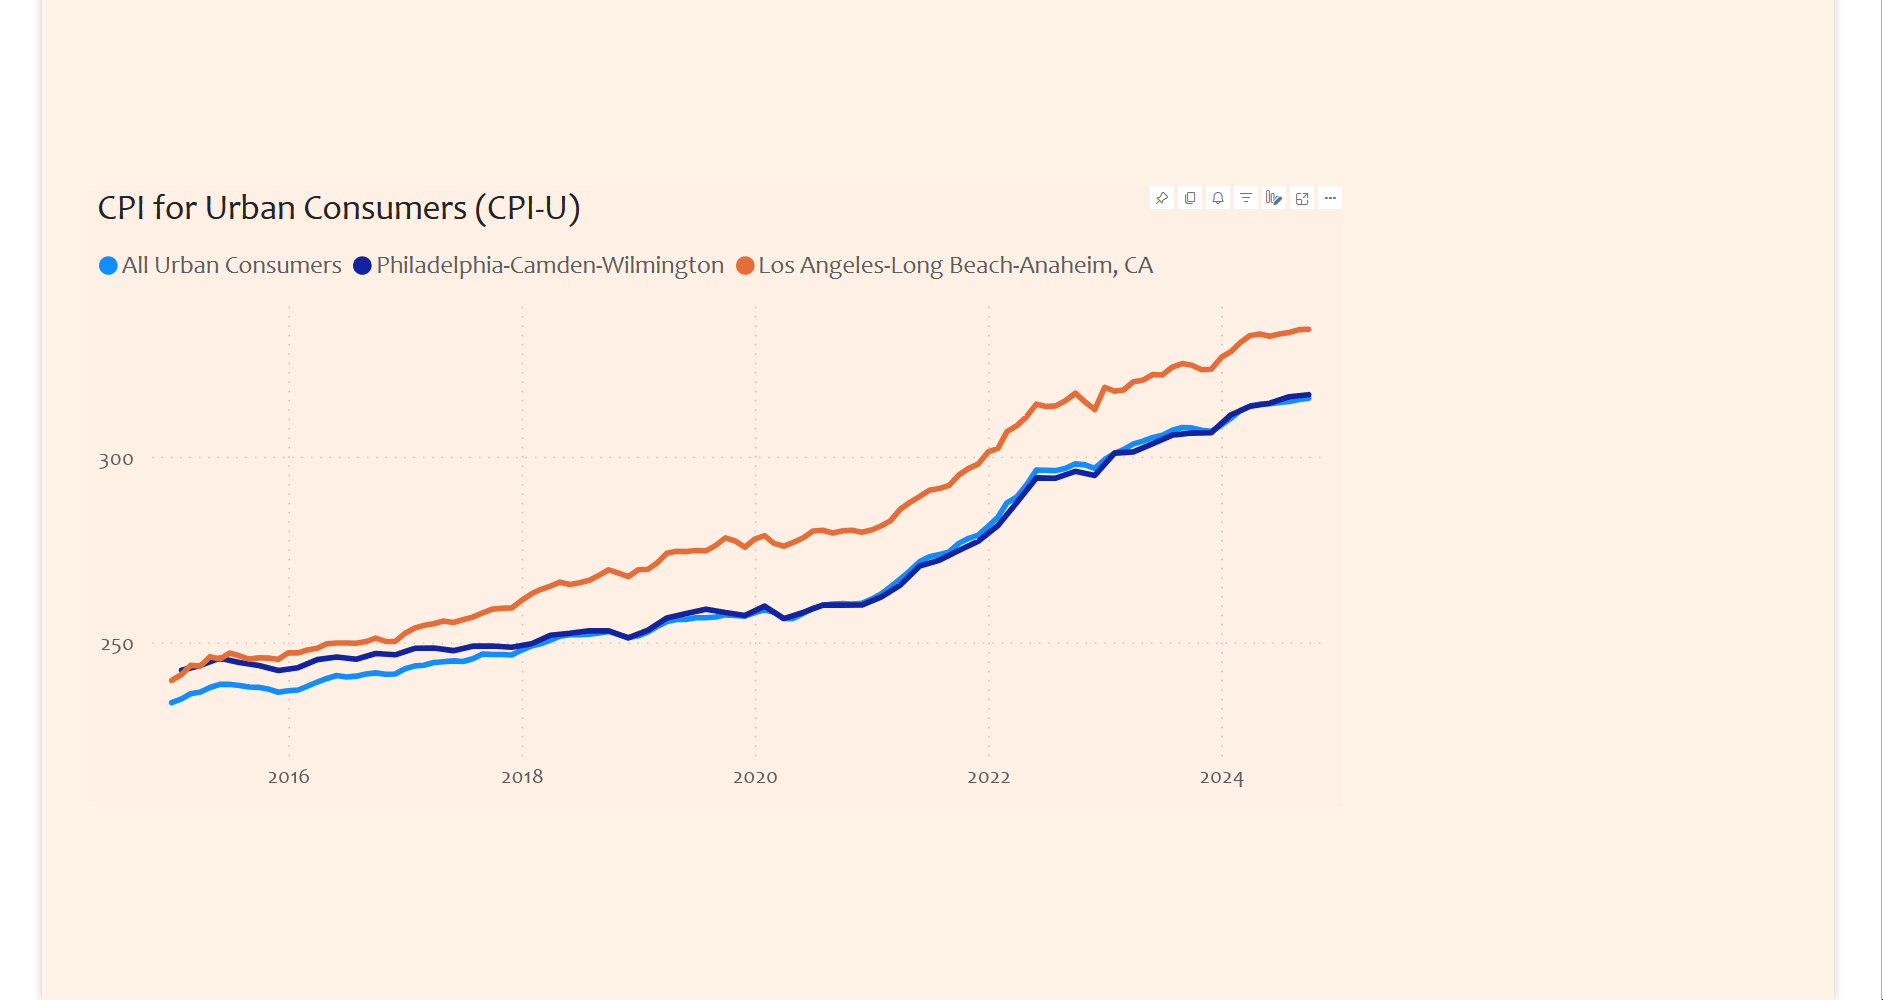 CPI for Urban Consumers (CPI-U)
All Urban Consumers Philadelphia-Camden-Wilmington Los Angeles-Long Beach-Anaheim, CA
300
250
2016 2018 2020 2022 2024